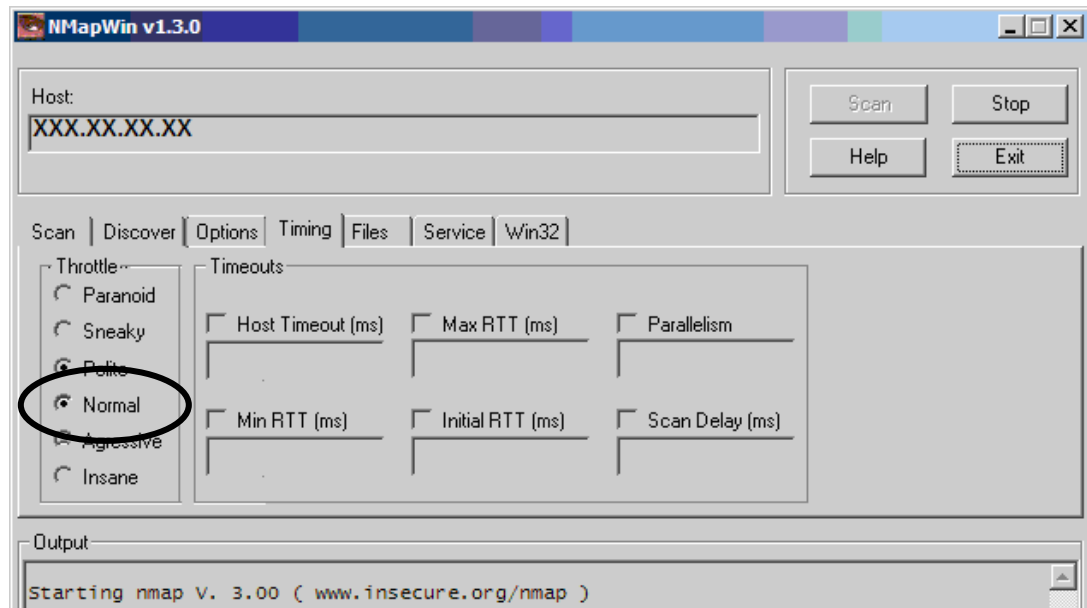 NMapWin v1.3.0
Host:
XXX.XX.XX.XX
Scan Stop
Help Exit
Scan Discover Options Timing Files Service Win32
Throttle
Paranoid
Sneaky
Polite
Normal
Agressive
Insane
Timeouts
Host Timeout (ms) Max RTT (ms) Parallelism
Min RTT (ms) Initial RTT (ms) Scan Delay (ms)
Output
Starting nmap V. 3.00 ( www.insecure.org/nmap )